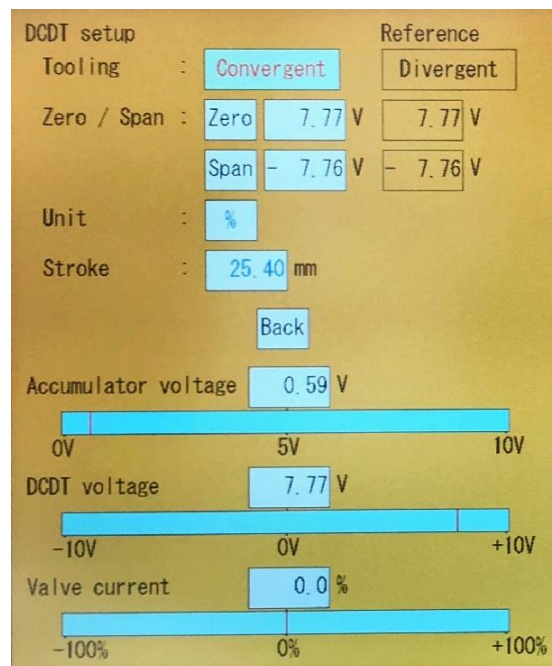 DCDT setup Reference
Tooling : Convergent Divergent
Zero / Span : Zero 7.77 V 7.77 V
Span - 7.76 V - 7.76 V
Unit : %
Stroke : 25.40 mm
Back
Accumulator voltage 0.59 V
0V 5V 10V
DCDT voltage 7.77 V
-10V 0V +10V
Valve current 0.0 %
-100% 0% +100%